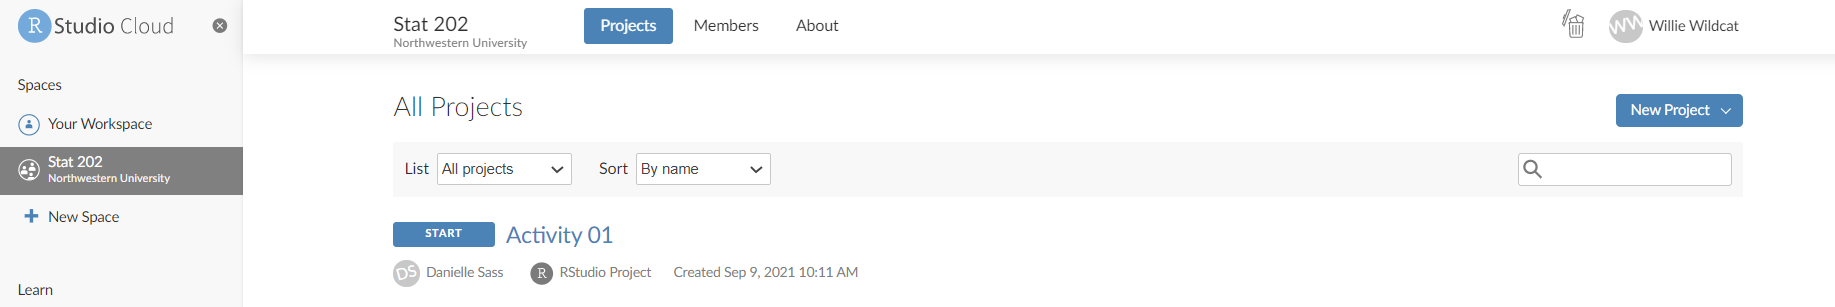 R Studio Cloud
Spaces
Your Workspace
Stat 202
Northwestern University
New Space
Learn
Stat 202
Northwestern University
Projects
Members
About
WW Willie Wildcat
All Projects
New Project
List All projects Sort By name
START Activity 01
DS Danielle Sass R RStudio Project Created Sep 9, 2021 10:11 AM